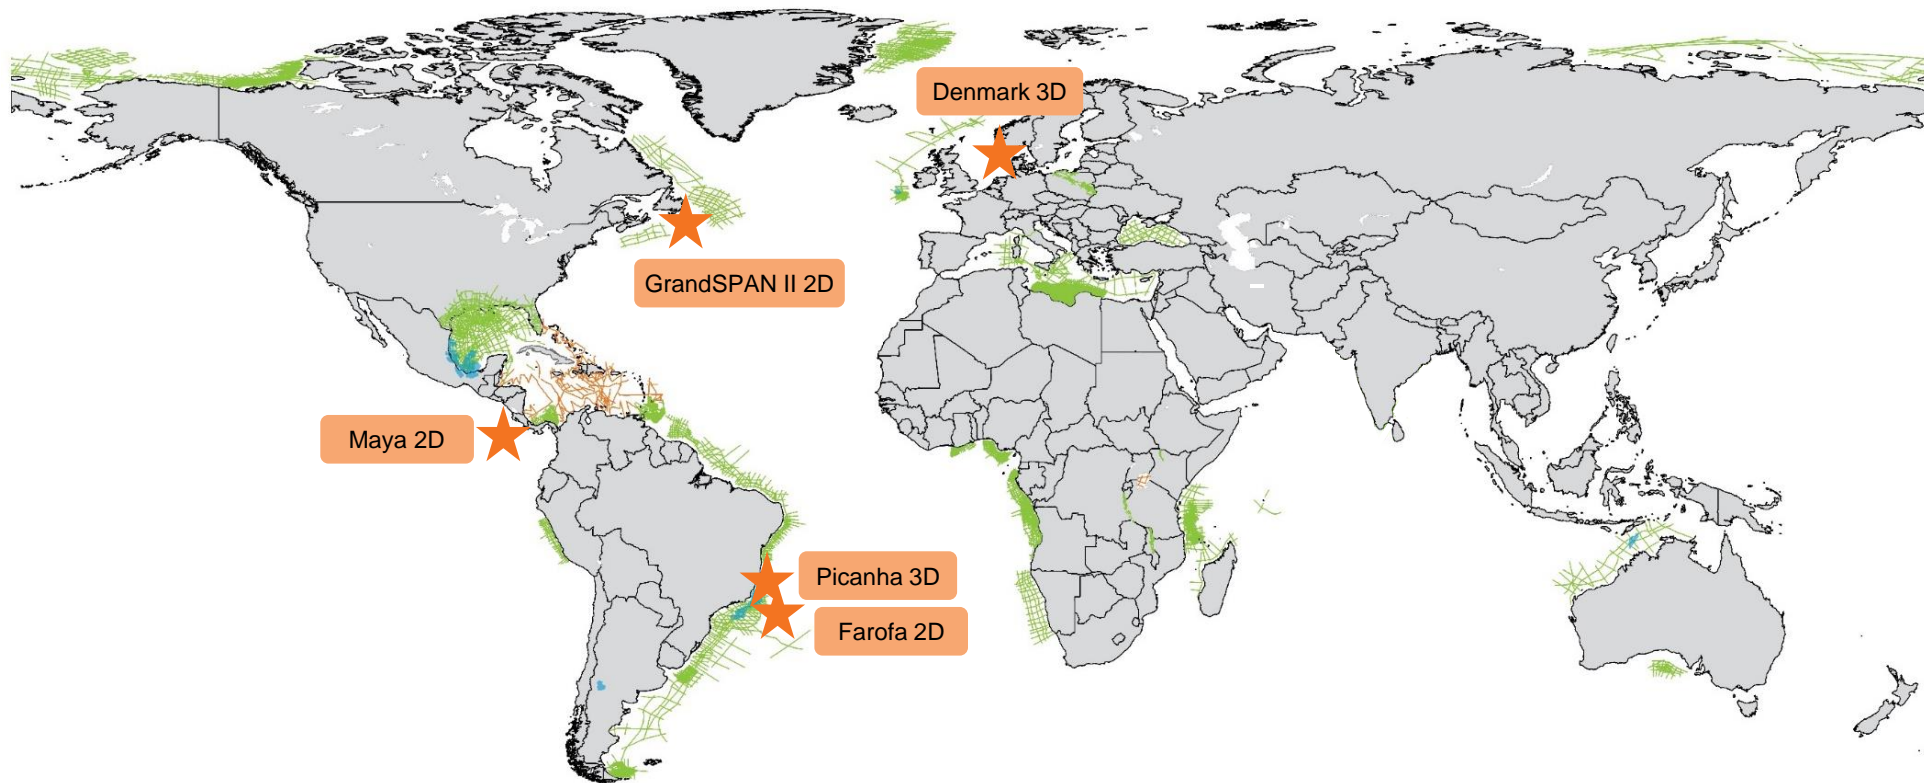 Denmark 3D
GrandSPAN II 2D
Maya 2D
Picanha 3D
Farofa 2D